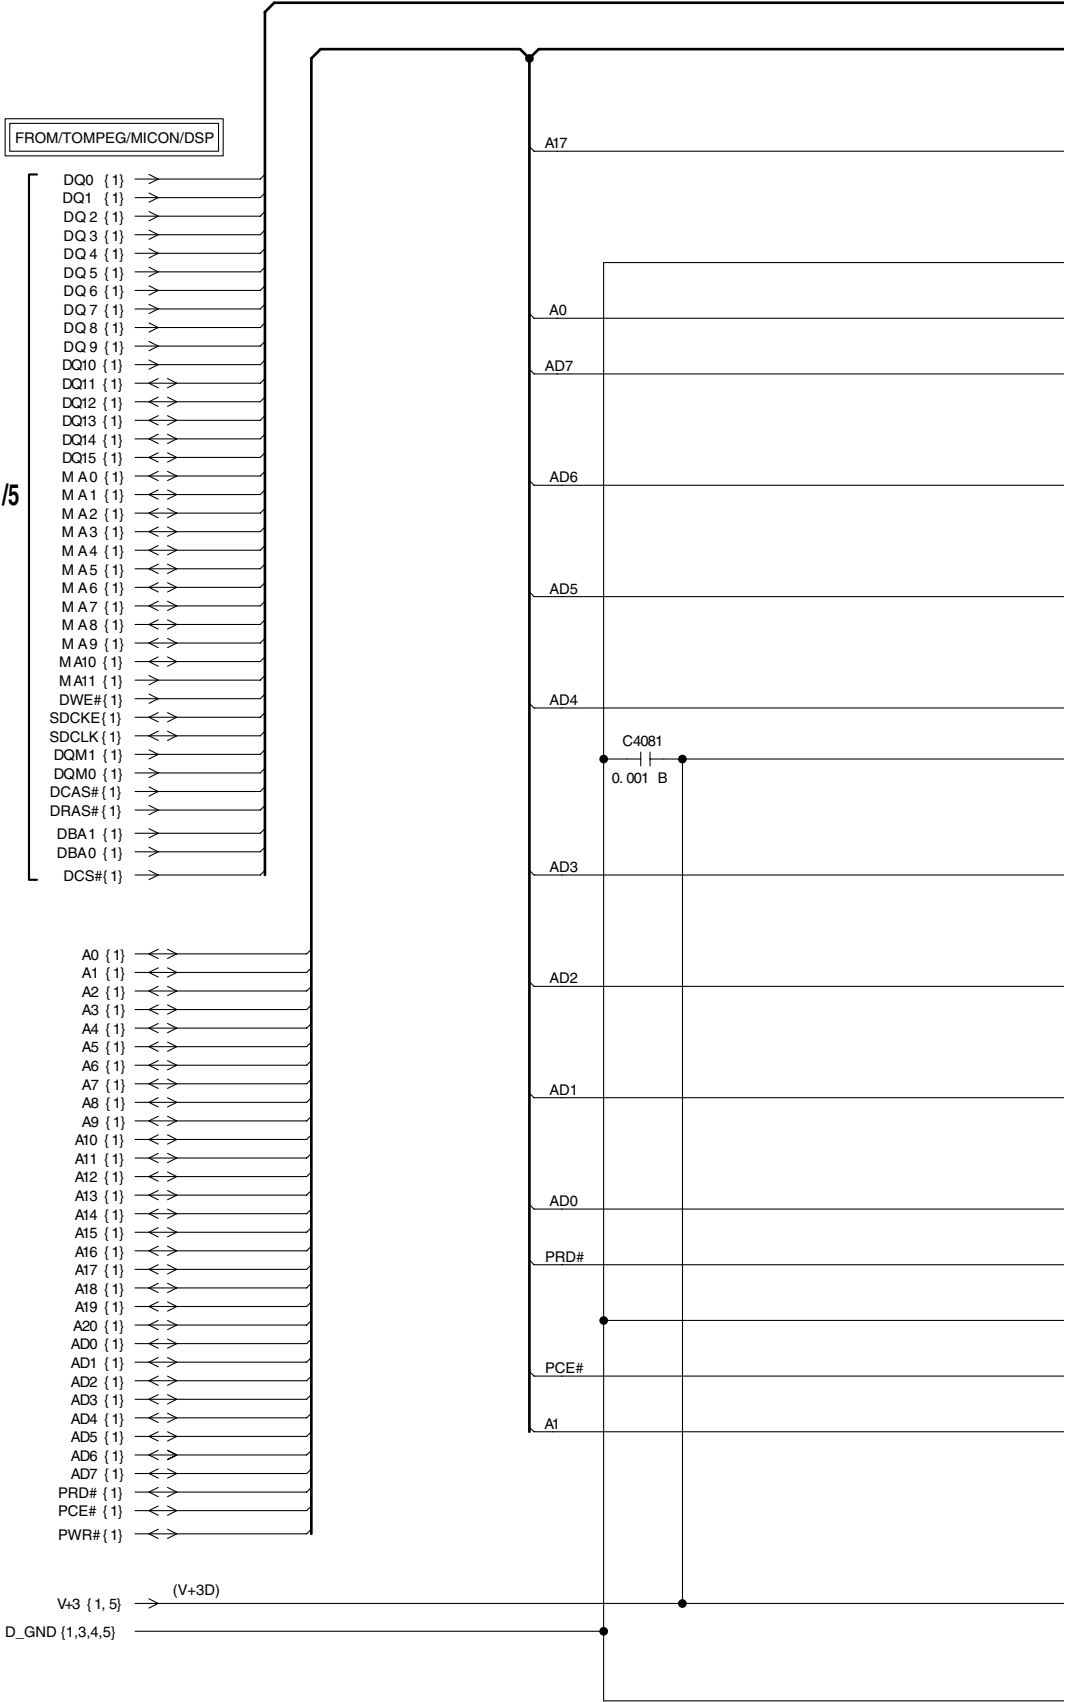 FROM/TOMPEG/MICON/DSP
DQ0 {1}
DQ1 {1}
DQ2 {1}
DQ3 {1}
DQ4 {1}
DQ5 {1}
DQ6 {1}
DQ7 {1}
DQ8 {1}
DQ9 {1}
DQ10 {1}
DQ11 {1}
DQ12 {1}
DQ13 {1}
DQ14 {1}
DQ15 {1}
MA0 {1}
MA1 {1}
MA2 {1}
MA3 {1}
MA4 {1}
MA5 {1}
MA6 {1}
MA7 {1}
MA8 {1}
MA9 {1}
MA10 {1}
MA11 {1}
DWE#{1}
SDCKE{1}
SDCLK{1}
DQM1 {1}
DQM0 {1}
DCAS#{1}
DRAS#{1}
DBA1 {1}
DBA0 {1}
DCS#{1}
/5
A0 {1}
A1 {1}
A2 {1}
A3 {1}
A4 {1}
A5 {1}
A6 {1}
A7 {1}
A8 {1}
A9 {1}
A10 {1}
A11 {1}
A12 {1}
A13 {1}
A14 {1}
A15 {1}
A16 {1}
A17 {1}
A18 {1}
A19 {1}
A20 {1}
AD0 {1}
AD1 {1}
AD2 {1}
AD3 {1}
AD4 {1}
AD5 {1}
AD6 {1}
AD7 {1}
PRD# {1}
PCE# {1}
PWR#{1}
V+3 {1,5} (V+3D)
D_GND {1,3,4,5}
A17
A0
AD7
AD6
AD5
AD4
C4081
0.001 B
AD3
AD2
AD1
AD0
PRD#
PCE#
A1